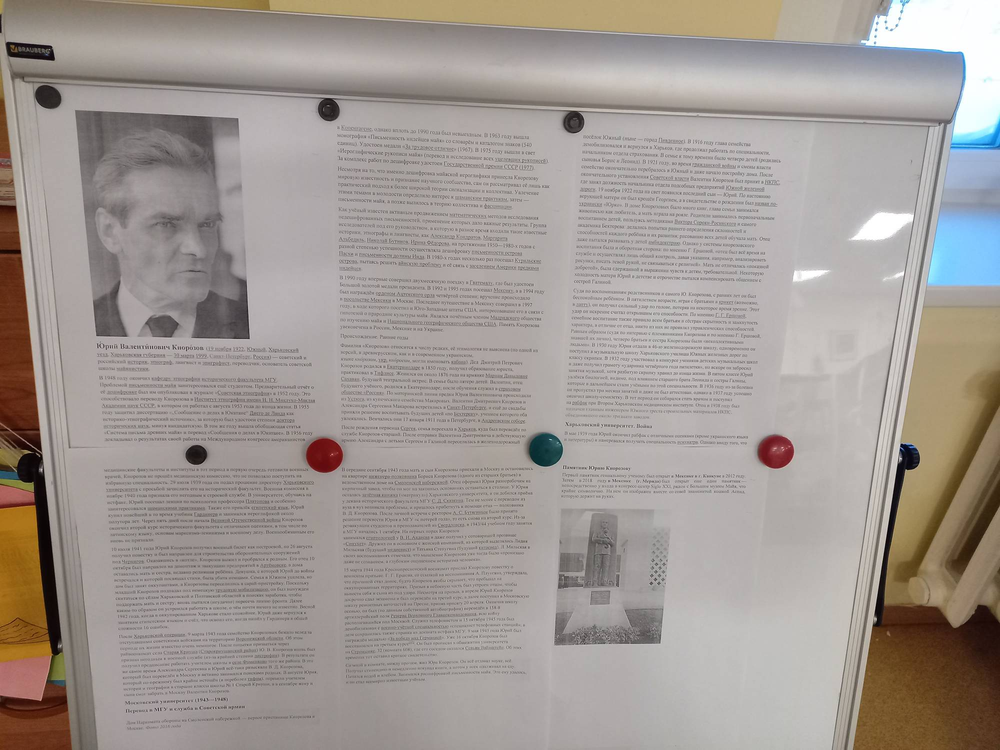 BRAUBERG
Ю́рий Валенти́нович Кноро́зов (19 ноября 1922, Южный, Харьковский
уезд, Харьковская губерния — 30 марта 1999, Санкт-Петербург, Россия) — советский и
российский историк, этнограф, лингвист и эпиграфист, переводчик, основатель советской
школы майянистики.
В 1948 году окончил кафедру этнографии исторического факультета МГУ.
Проблемой письменности майя заинтересовался ещё студентом. Предварительный отчёт о
её дешифровке был им опубликован в журнале «Советская этнография» в 1952 году. Это
способствовало переводу Кнорозова в Институт этнографии имени Н. Н. Миклухо-Маклая
Академии наук СССР, в котором он работал с августа 1953 года до конца жизни. В 1955
году защитил диссертацию «„Сообщение о делах в Юкатане“ Диего де Ланда как
историко-этнографический источник», за которую был удостоен степени доктора
исторических наук, минуя кандидатскую. В том же году вышла обобщающая статья
«Система письма древних майя» и перевод «Сообщения о делах в Юкатане». В 1956 году
докладывал о результатах своей работы на Международном конгрессе американистов
в Копенгагене, однако вплоть до 1990 года был невыездным. В 1963 году вышла
монография «Письменность индейцев майя» со словарём и каталогом знаков (540
единиц). Удостоен медали «За трудовое отличие» (1967). В 1975 году вышли в свет
«Иероглифические рукописи майя» (перевод и исследование всех уцелевших рукописей).
За комплекс работ по дешифровке удостоен Государственной премии СССР (1977).
Несмотря на то, что именно дешифровка майяской иероглифики принесла Кнорозову
мировую известность и признание научного сообщества, сам он рассматривал её лишь как
практический подход к более широкой теории сигнализации и коллектива. Увлечение
этими темами в молодости определило интерес к шаманским практикам, затем —
письменности майя, а позже вылилось в теорию коллектива и фасцинации.
Как учёный известен активным продвижением математических методов исследования
недешифрованных письменностей, применение которых дало важные результаты. Группа
исследователей под его руководством, в которую в разное время входили такие известные
историки, этнографы и лингвисты, как Александр Кондратов, Маргарита
Альбедиль, Николай Бутинов, Ирина Фёдорова, на протяжении 1950—1980-х годов с
разной степенью успешности осуществляла дешифровку письменности острова
Пасхи и письменности долины Инда. В 1980-х годах несколько раз посещал Курильские
острова, пытаясь решить айнскую проблему и её связь с заселением Америки предками
индейцев.
В 1990 году впервые совершил двухмесячную поездку в Гватемалу, где был удостоен
Большой золотой медали президента. В 1992 и 1995 годах посещал Мексику, а в 1994 году
был награждён орденом Ацтекского орла четвёртой степени; вручение происходило
в посольстве Мексики в Москве. Последнее путешествие в Мексику совершил в 1997
году, в ходе которого посетил и Юго-Западные штаты США, интересовавшие его в связи с
гипотезой о прародине культуры майя. Являлся почётным членом Мадридского общества
по изучению майя и Национального географического общества США. Память Кнорозова
увековечена в России, Мексике и на Украине.
Происхождение. Ранние годы
Фамилия «Кнорозов» относится к числу редких, её этимология не выяснена (по одной из
версий, в древнерусском, как и в современном украинском,
языке кнорозом, укр. кнóросом, могли именовать кабана). Дед Дмитрий Петрович
Кнорозов родился в Екатеринодаре в 1850 году, получил образование юриста,
практиковал в Тифлисе. Женился он около 1876 года на армянке Мариам Давыдовне
Сахавян, будущей театральной актрис. В семье было пятеро детей. Валентин, отец
будущего учёного, родился в Екатеринодаре; после обучения служил в страховом
обществе «Россия». По материнской линии предки Юрия Валентиновича происходили
из Устюга, из купеческого семейства Макаровых. Валентин Дмитриевич Кнорозов и
Александра Сергеевна Макарова встретились в Санкт-Петербурге, и ещё до свадьбы
приняли решение воспитывать будущих детей «по Бехтереву», учением которого оба
увлекались. Венчались они 17 января 1911 года в Петербурге, в Андреевском соборе.
После рождения первенца Сергея, семья переехала в Харьков, куда был переведён по
службе Кнорозов-старший. После отправки Валентина Дмитриевича в действующую
армию Александра с детьми Сергеем и Галиной переселилась в железнодорожный
посёлок Южный (ныне — город Пивденное). В 1916 году глава семейства
демобилизовался и вернулся в Харьков, где продолжал работать по специальности,
начальником отдела страхования. В семье к тому времени было четверо детей (родились
сыновья Борис и Леонид). В 1921 году, во время гражданской войны и смены власти
семейство окончательно перебралось в Южный и даже начало постройку дома. После
окончательного установления Советской власти Валентин Кнорозов был принят в НКПС,
где занял должность начальника отдела подсобных предприятий Южной железной
дороги. 19 ноября 1922 года на свет появился последний сын — Юрий. По настоянию
верующей матери он был крещён Георгием, а в свидетельстве о рождении был назван по-
украински «Юрко». В доме Кнорозовых было много книг, глава семьи занимался
живописью как любитель, а мать играла на рояле. Родители занимались первоначальным
воспитанием детей, пользуясь методиками Виктора Сороки-Росинского и самого
академика Бехтерева: делались попытки раннего определения склонностей и
способностей каждого ребёнка и их развития; рисованию всех детей обучала мать. Отец
даже пытался развивать у детей амбидекстрию. Однако у системы кнорозовского
воспитания была и оборотная сторона: по мнению Г. Ершовой, «отец был всё время на
службе и осуществлял лишь общий контроль, давая указания, например, анализировать
рисунки, писать левой рукой, не связываться с религией». Мать не отличалась «показной
добротой», была сдержанной в выражении чувств к детям, требовательной. Некоторую
холодность матери Юрий в детстве и отрочестве пытался компенсировать общением с
сестрой Галиной.
Судя по воспоминаниям родственников и самого Ю. Кнорозова, с ранних лет он был
беспокойным ребёнком. В пятилетнем возрасте, играя с братьями в крикет (возможно,
в лапту), он получил сильный удар по голове, потеряв на некоторое время зрение. Этот
удар он искренне считал открывшим его способности. По мнению Г. Г. Ершовой,
семейное воспитание также привило всем братьям и сёстрам скрытность и замкнутость
характера, в отличие от отца, никто из них не проявлял управленческих способностей.
Равным образом (судя по интервью с племянниками Кнорозова и по мнению Г. Ершовой,
знавшей их лично), четверо братьев и сестра Кнорозовы были «неколлективными
людьми». В 1930 году Юрия отдали в 46-ю железнодорожную школу, одновременно он
поступил в музыкальную школу Харьковского училища Южных железных дорог по
классу скрипки. В 1932 году участвовал в конкурсе учеников детских музыкальных школ
и даже получил грамоту «ударника четвёртого года пятилетки», но вскоре он забросил
занятия музыкой, хотя разбитую скрипку хранил до конца жизни. В пятом классе Юрий
увлёкся биологией, видимо, под влиянием старшего брата Леонида и сестры Галины,
которые в дальнейшем стали учёными по этой специальности. В 1936 году из-за болезни
он пропустил три месяца занятий и даже не был аттестован, однако в 1937 году успешно
окончил школу-семилетку. В тот период он собирался стать врачом и поступил
на рабфак при Втором Харьковском медицинском институте. Отец в 1938 году был
назначен главным инженером Южного треста строительных материалов НКПС,
объединявшего около тридцати заводов.
Харьковский университет. Война
В мае 1939 года Юрий окончил рабфак с отличными оценками (кроме украинского языка
и литературы) и намеревался получить специальность психиатра. Однако ввиду того, что
медицинские факультеты и институты в тот период в первую очередь готовили военных
врачей, Кнорозов не прошёл медицинскую комиссию, что не позволяло поступить на
избранную специальность. 29 июля 1939 года он подал прошение директору Харьковского
университета с просьбой зачислить его на исторический факультет. Военная комиссия в
ноябре 1940 года признала его негодным к строевой службе. В университете, обучаясь на
истфаке, Юрий посещал лекции по психологии профессора Платонова и особенно
заинтересовался шаманскими практиками. Также его привлёк египетский язык, Юрий
купил новейший в то время учебник Гардинера и занимался иероглификой около
полутора лет. Через пять дней после начала Великой Отечественной войны Кнорозов
окончил второй курс исторического факультета с отличными оценками, в том числе по
латинскому языку, основам марксизма-ленинизма и военному делу. Военнообязанным его
вновь не признали.
10 июля 1941 года Юрий Кнорозов получил военный билет как нестроевой, но 26 августа
получил повестку и был направлен для строительства оборонительных сооружений
под Чернигов. Оказавшись в «котле», Кнорозов выжил и пробрался к родным. Его отец 10
октября был направлен на демонтаж и эвакуацию предприятий в Артёмовске, а дома
оставались мать и сестра, недавно родившая ребёнка. Девушка, с которой Юрий до войны
встречался и которой посвящал стихи, была убита немцами. Семья в Южном уцелела, но
дом был занят оккупантами, а Кнорозовы переселились в сарай-пристройку. Поскольку
младший Кнорозов подпадал под немецкую трудовую мобилизацию, он был вынужден
скитаться по сёлам Харьковской и Полтавской областей в поисках заработка, чтобы
поддержать мать и сестру; вновь пытался (неудачно) пересечь линию фронта. Далее
каким-то образом он устроился работать в школе, о чём почти ничего не известно. Весной
1942 года, когда в оккупированном Харькове стало спокойнее, Юрий даже вернулся к
занятиям египетским языком и счёл, что освоил его, когда нашёл у Гардинера в общей
сложности 16 ошибок.
После Харьковской операции, 9 марта 1943 года семейство Кнорозовых бежало вслед за
отступавшими советскими войсками на территорию Воронежской области. Об этом
периоде их жизни известно очень немногое. После попытки призваться через
райвоенкомат села Старая Криуша (Старокриушанский район) Ю. В. Кнорозов вновь был
признан негодным к военной службе (из-за крайней степени дистрофии). В результате он
получил предписание работать учителем школы в селе Фоменково того же района. В это
же самое время Александра Сергеевна и Юрий всё-таки разыскали В. Д. Кнорозова,
который был переведён в Москву и активно занимался поисками родных. В августе Юрия,
который по-прежнему был крайне истощён (и переболел тифом), перевели учителем
истории и географии в старшие классы школы № 1 Старой Криуши, а в сентябре жену и
сына смог забрать в Москву Валентин Кнорозов.
Московский университет (1943—1948)
Перевод в МГУ и служба в Советской армии
Дом Наркомата обороны на Смоленской набережной — первое пристанище Кнорозова в
Москве. Фото 2016 года
В середине сентября 1943 года мать и сын Кнорозовы приехали в Москву и остановились
на квартире инженера-полковника Бориса Кнорозова (одного из старших братьев) в
ведомственном доме на Смоленской набережной. Отец оформил Юрия разнорабочим на
кирпичный завод, чтобы он мог на законных основаниях оставаться в столице. У Юрия
осталась зачётная книжка («матрикул») Харьковского университета, и он добился приёма
у декана исторического факультета МГУ С. Д. Сказкина. Тем не менее с переводом из
вуза в вуз возникли проблемы, и пришлось прибегнуть к помощи отца — полковника
В. Д. Кнорозова. После личной встречи с ректором А. С. Бутягиным было принято
решение перевести Юрия в МГУ «с потерей года», то есть снова на второй курс. Из-за
реэвакуации студентов и преподавателей из Свердловска, в 1943/44 учебном году занятия
в МГУ начались 1 октября. На первых порах Кнорозов
занимался египтологией у В. И. Авдиева и даже получил у сотоварищей прозвище
«Синухет». Дружил он в основном с женской компанией, из которой выделялись Лидия
Мильская (будущий медиевист) и Татьяна Степугина (будущий китаевед). Л. Мильская в
своих воспоминаниях отмечала, что мышление Кнорозова уже тогда было «пронизано
даже не сознанием, а глубоким ощущением историзма человека».
15 марта 1944 года Краснопресненский военкомат прислал Кнорозову повестку о
воинском призыве. Г. Г. Ершова, со ссылкой на воспоминания А. Плунгяна, утверждала,
что причиной стал донос, будто Кнорозов якобы скрывает, что пребывал на
оккупированных территориях. Призыв в небоевую часть был устроен отцом, чтобы
вывести себя и сына из-под удара. Несмотря на призыв, в апреле Юрий Кнорозов
досрочно сдал экзамены и был переведён на третий курс, а далее поступил в Московскую
школу ремонтных авточастей на Пресне, приняв присягу 20 апреля. Окончив школу
осенью, он был (по данным собственной автобиографии) переведён в 158-й
артиллерийский полк Резерва Верховного Главнокомандования, всю войну
располагавшийся под Москвой. Служил телефонистом и 15 октября 1945 года был
демобилизован с военно-учётной специальностью «специалист телефонных станций»; в
деле сохранилась также справка из деканата истфака МГУ. 9 мая 1945 года Юрий был
награждён медалью «За победу над Германией». Уже 16 октября Кнорозов был
восстановлен на третьем курсе. Он был прописан в общежитии университета
на Стромынке, 32 (комната 608), где его соседом оказался Севьян Вайнштейн. Об этих
временах тот оставил краткое свидетельство:
Со мной в комнате, между прочим, жил Юра Кнорозов. Он всё отдавал науке, всё.
Получал стипендию и немедленно покупал книги, а потом у всех одалживал на еду.
Питался водой и хлебом. Занимался расшифровкой письменности майя. Это ему удалось,
и он стал всемирно известным учёным.
Памятник Юрию Кнорозову
Первый памятник гениальному ученому был открыт в Мексике в г. Канкуне в 2012 году.
Затем в 2018 году в Мексике (г. Мерида) был открыт еще один памятник —
непосредственно у входа в конгресс-центр Siglo XXI, рядом с Большим музеем Майя, что
крайне символично. На нем он изображен вместе со совей знаменитой кошкой Аспид,
которую держит на руках.